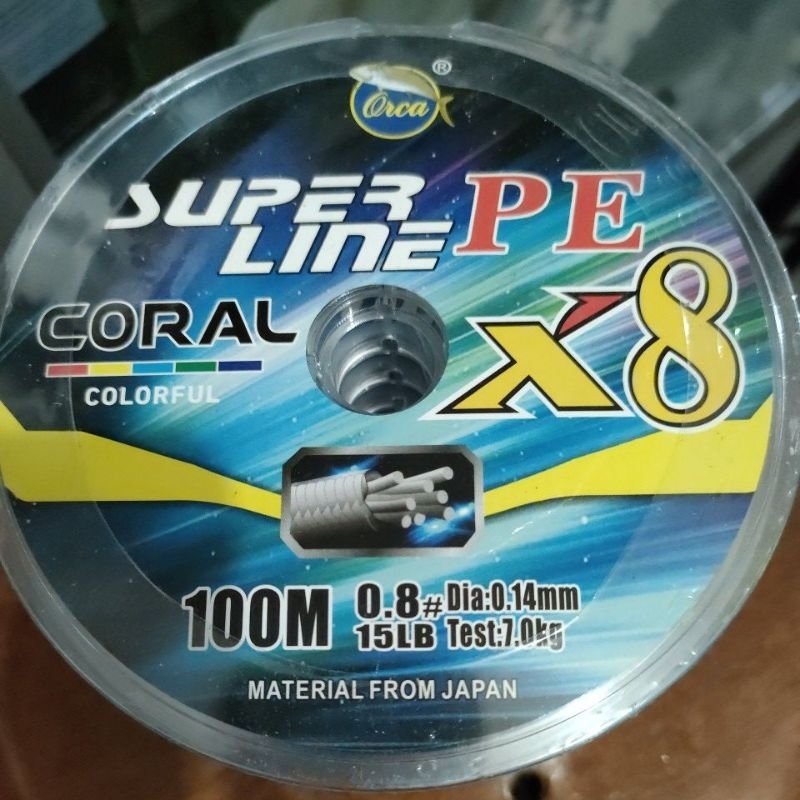 Orca ®
SUPER PE
LINE
CORAL X8
COLORFUL
100M 0.8# Dia:0.14mm
15LB Test:7.0kg
MATERIAL FROM JAPAN